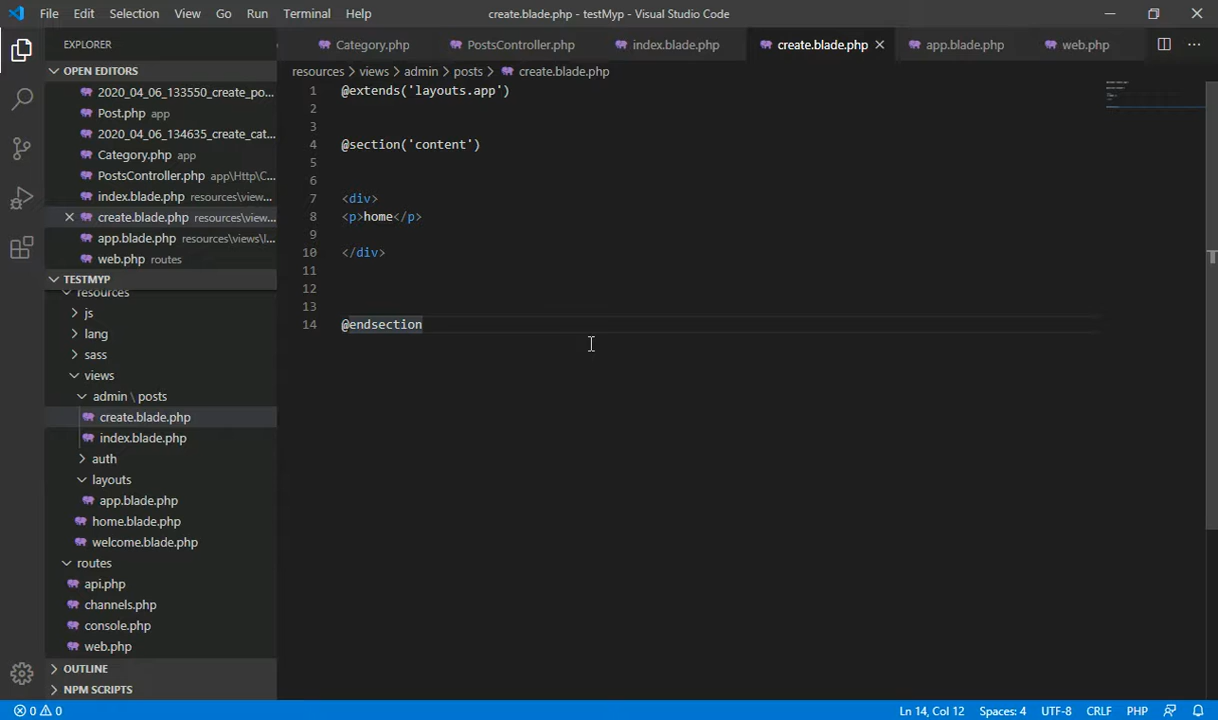 File Edit Selection View Go Run Terminal Help
create.blade.php - testMyp - Visual Studio Code
EXPLORER
Category.php
PostsController.php
index.blade.php
create.blade.php
app.blade.php
web.php
OPEN EDITORS
2020_04_06_133550_create_po...
Post.php app
2020_04_06_134635_create_cat...
Category.php app
PostsController.php app\Http\C...
index.blade.php resources\view...
create.blade.php resources\view...
app.blade.php resources\views\l...
web.php routes
TESTMYP
resources
js
lang
sass
views
admin \ posts
create.blade.php
index.blade.php
auth
layouts
app.blade.php
home.blade.php
welcome.blade.php
routes
api.php
channels.php
console.php
web.php
OUTLINE
NPM SCRIPTS
resources > views > admin > posts > create.blade.php
1 @extends('layouts.app')
2
3
4 @section('content')
5
6
7 <div>
8 <p>home</p>
9
10 </div>
11
12
13
14 @endsection
0 0
Ln 14, Col 12 Spaces: 4 UTF-8 CRLF PHP